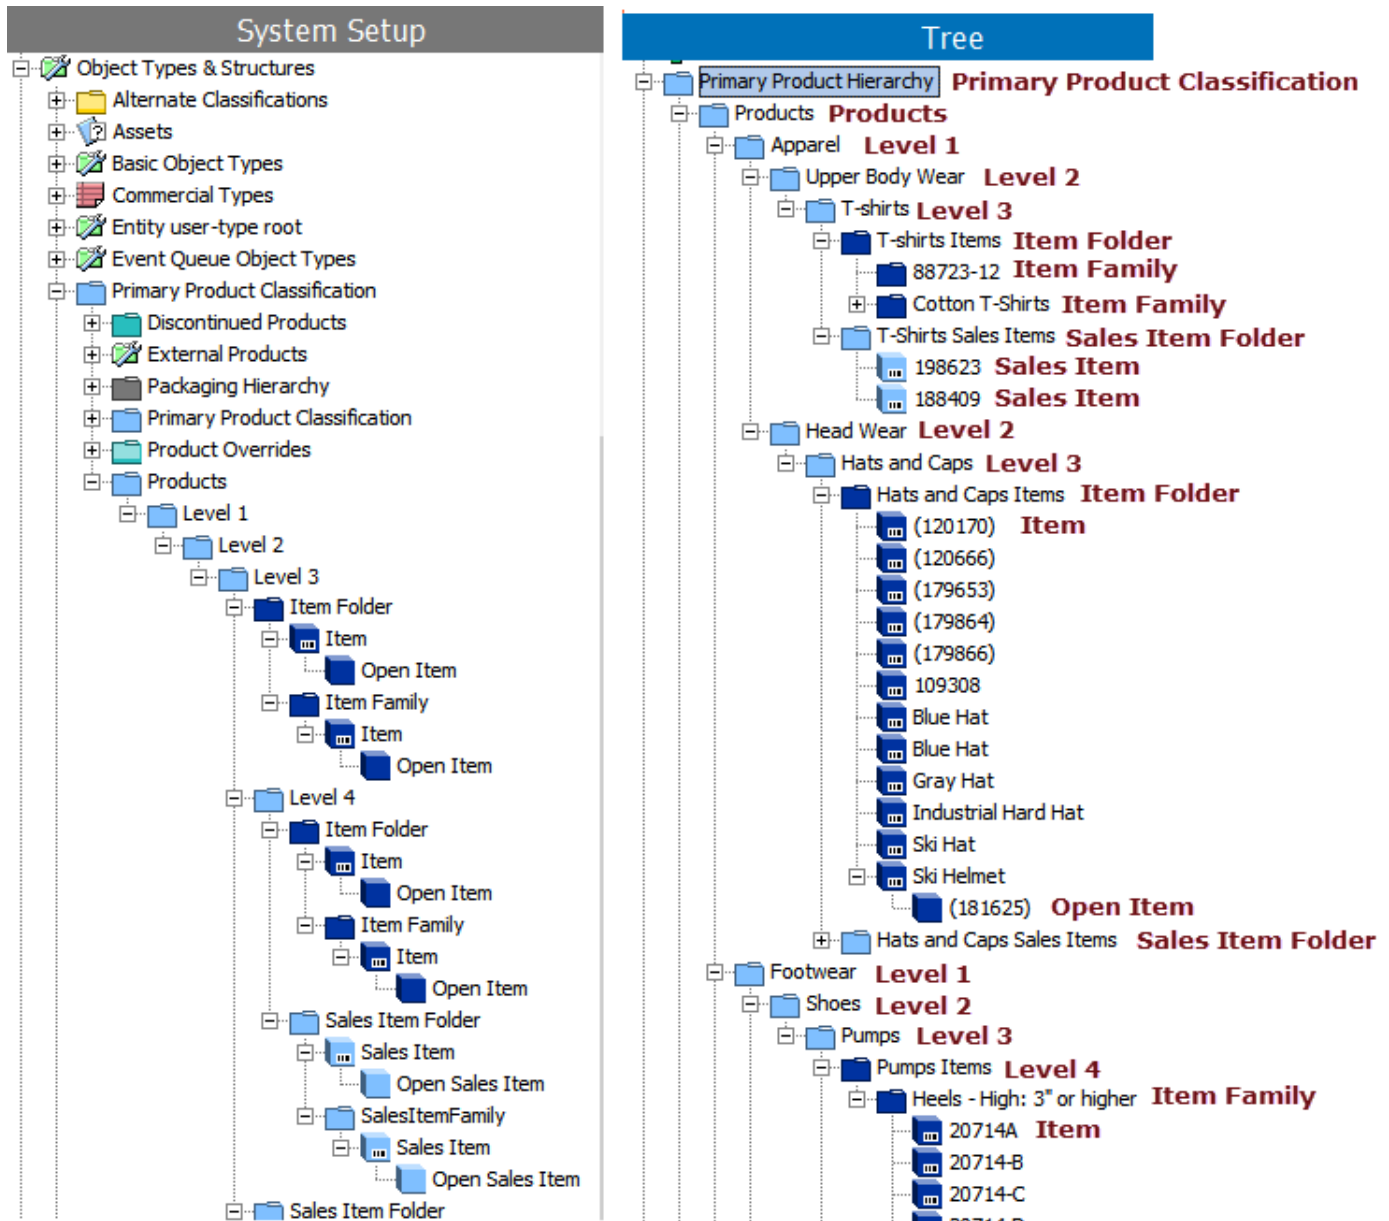 System Setup
Object Types & Structures
Alternate Classifications
Assets
Basic Object Types
Commercial Types
Entity user-type root
Event Queue Object Types
Primary Product Classification
Discontinued Products
External Products
Packaging Hierarchy
Primary Product Classification
Product Overrides
Products
Level 1
Level 2
Level 3
Item Folder
Item
Open Item
Item Family
Item
Open Item
Level 4
Item Folder
Item
Open Item
Item Family
Item
Open Item
Sales Item Folder
Sales Item
Open Sales Item
SalesItemFamily
Sales Item
Open Sales Item
Sales Item Folder
Tree
Primary Product Hierarchy Primary Product Classification
Products Products
Apparel Level 1
Upper Body Wear Level 2
T-shirts Level 3
T-shirts Items Item Folder
88723-12 Item Family
Cotton T-Shirts Item Family
T-Shirts Sales Items Sales Item Folder
198623 Sales Item
188409 Sales Item
Head Wear Level 2
Hats and Caps Level 3
Hats and Caps Items Item Folder
(120170) Item
(120666)
(179653)
(179864)
(179866)
109308
Blue Hat
Blue Hat
Gray Hat
Industrial Hard Hat
Ski Hat
Ski Helmet
(181625) Open Item
Hats and Caps Sales Items Sales Item Folder
Footwear Level 1
Shoes Level 2
Pumps Level 3
Pumps Items Level 4
Heels - High: 3" or higher Item Family
20714A Item
20714-B
20714-C